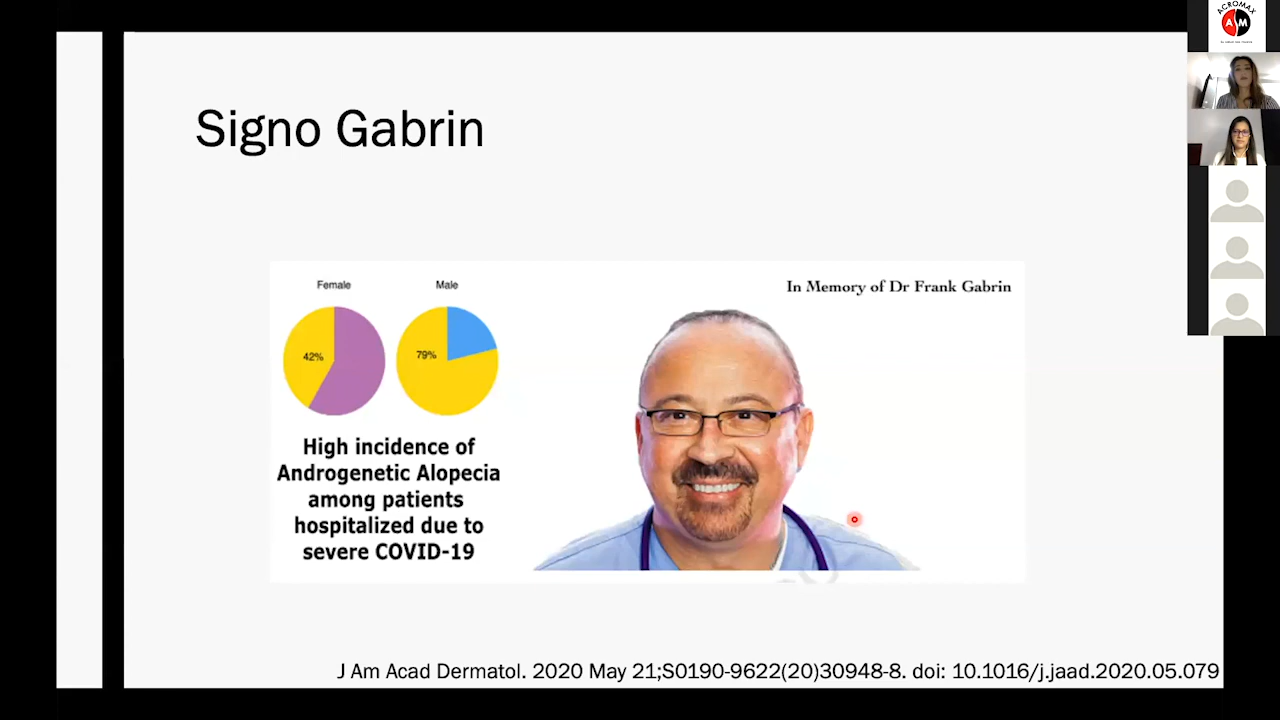 ACROMAX
A M
Signo Gabrin
Female
Male
In Memory of Dr Frank Gabrin
42%
79%
High incidence of
Androgenetic Alopecia
among patients
hospitalized due to
severe COVID-19
J Am Acad Dermatol. 2020 May 21;S0190-9622(20)30948-8. doi: 10.1016/j.jaad.2020.05.079